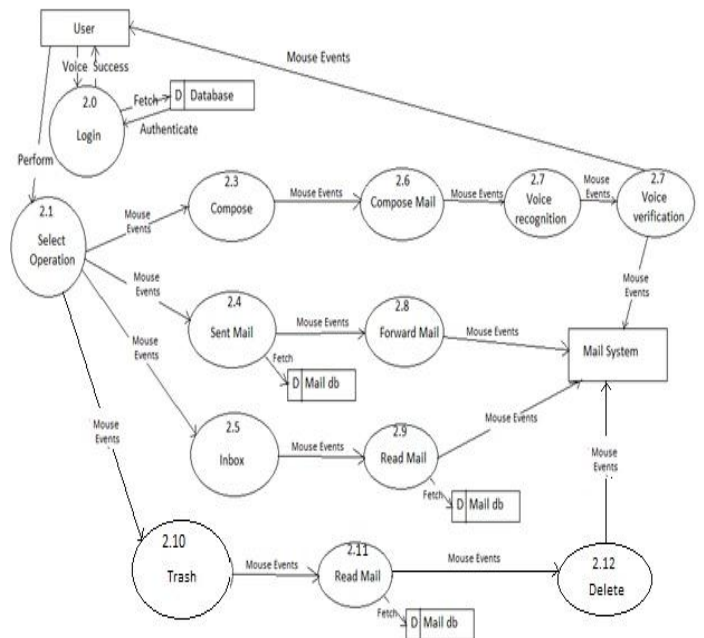 User
Mouse Events
Voice Success
2.0
Login
Fetch
D Database
Authenticate
Perform
2.1
Select
Operation
Mouse
Events
2.3
Compose
Mouse Events
2.6
Compose Mail
Mouse Events
2.7
Voice
recognition
Mouse
Events
2.7
Voice
verification
Mouse
Events
Mouse
Events
2.4
Sent Mail
Mouse Events
2.8
Forward Mail
Mouse Events
Mail System
Fetch
D Mail db
Mouse
Events
2.5
Inbox
Mouse Events
2.9
Read Mail
Mouse Events
Fetch
D Mail db
Mouse
Events
Mouse
Events
2.10
Trash
Mouse Events
2.11
Read Mail
Mouse Events
2.12
Delete
Fetch
D Mail db